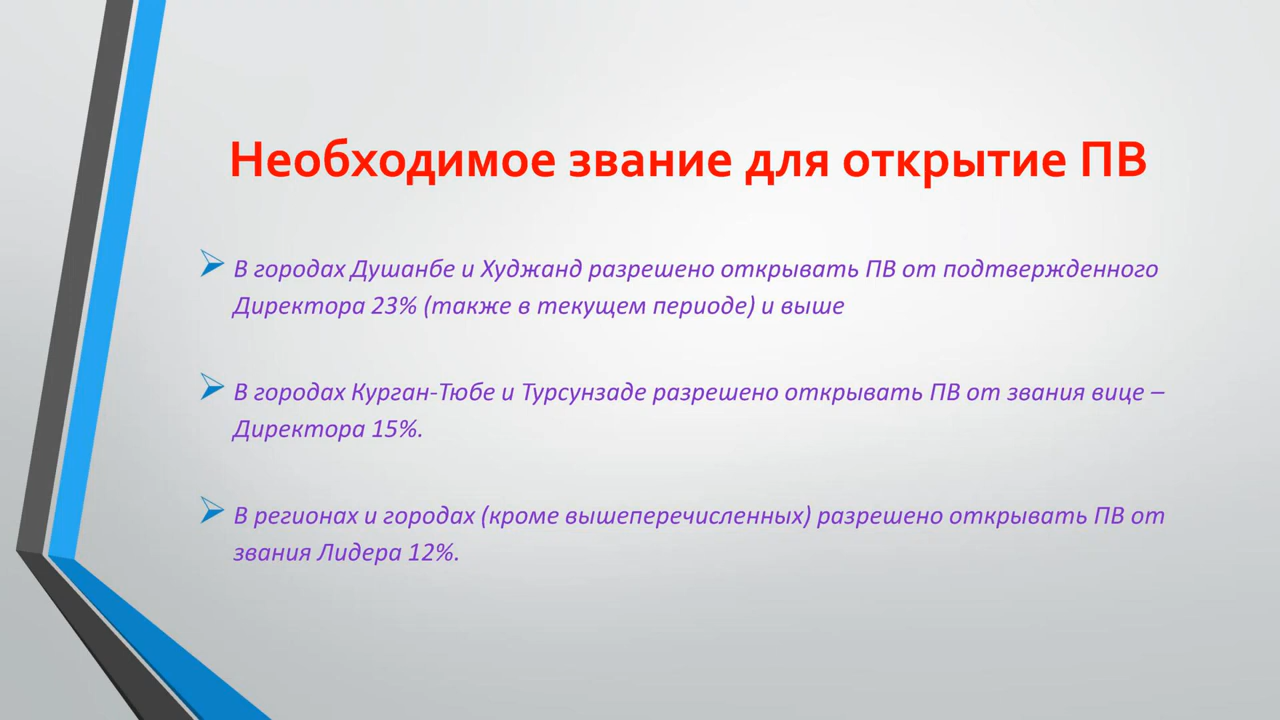 Необходимое звание для открытие ПВ
В городах Душанбе и Худжанд разрешено открывать ПВ от подтвержденного
Директора 23% (также в текущем периоде) и выше
В городах Курган-Тюбе и Турсунзаде разрешено открывать ПВ от звания вице –
Директора 15%.
В регионах и городах (кроме вышеперечисленных) разрешено открывать ПВ от
звания Лидера 12%.